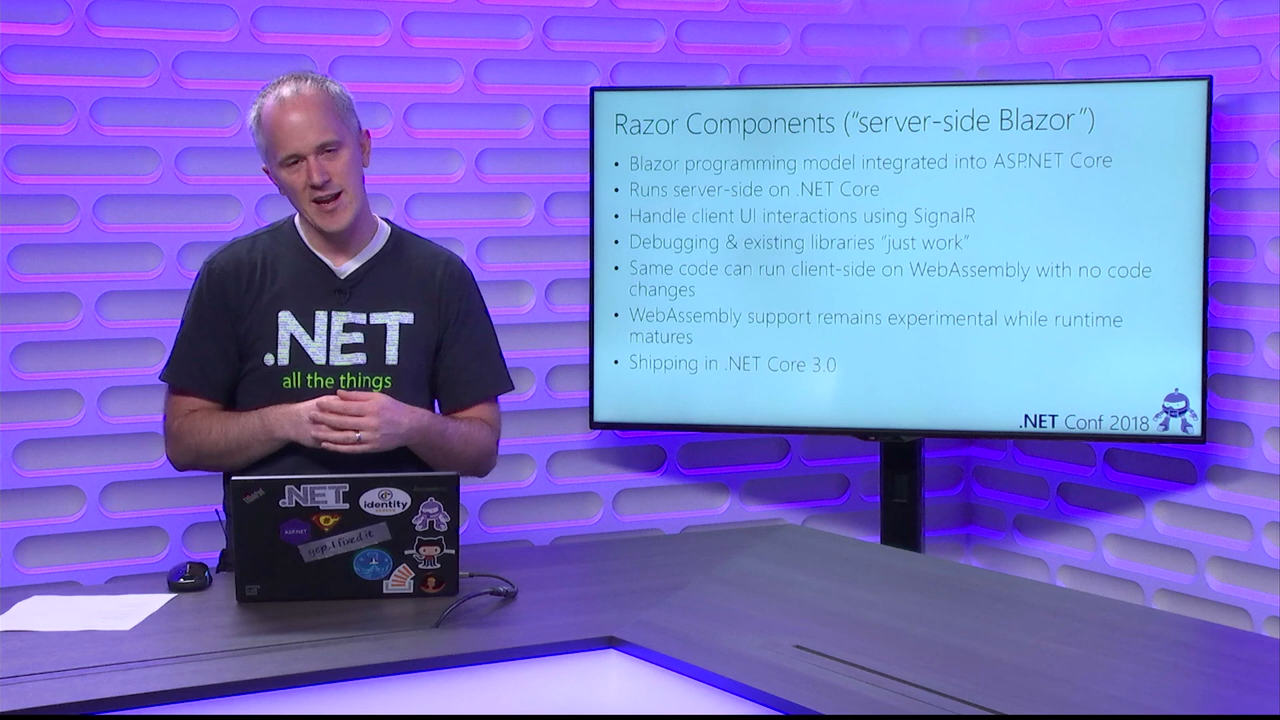 Razor Components ("server-side Blazor")
• Blazor programming model integrated into ASP.NET Core
• Runs server-side on .NET Core
• Handle client UI interactions using SignalR
• Debugging & existing libraries "just work"
• Same code can run client-side on WebAssembly with no code
changes
• WebAssembly support remains experimental while runtime
matures
• Shipping in .NET Core 3.0
.NET Conf 2018
.NET
all the things
.NET
identity
ASP.NET
yep, I fixed it